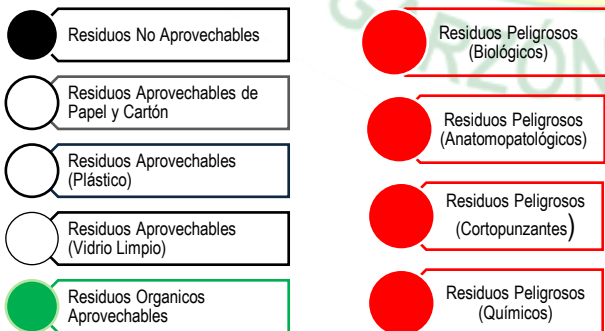 Residuos No Aprovechables
Residuos Aprovechables de
Papel y Cartón
Residuos Aprovechables
(Plástico)
Residuos Aprovechables
(Vidrio Limpio)
Residuos Organicos
Aprovechables
GARZÓN
Residuos Peligrosos
(Biológicos)
Residuos Peligrosos
(Anatomopatológicos)
Residuos Peligrosos
(Cortopunzantes)
Residuos Peligrosos
(Químicos)